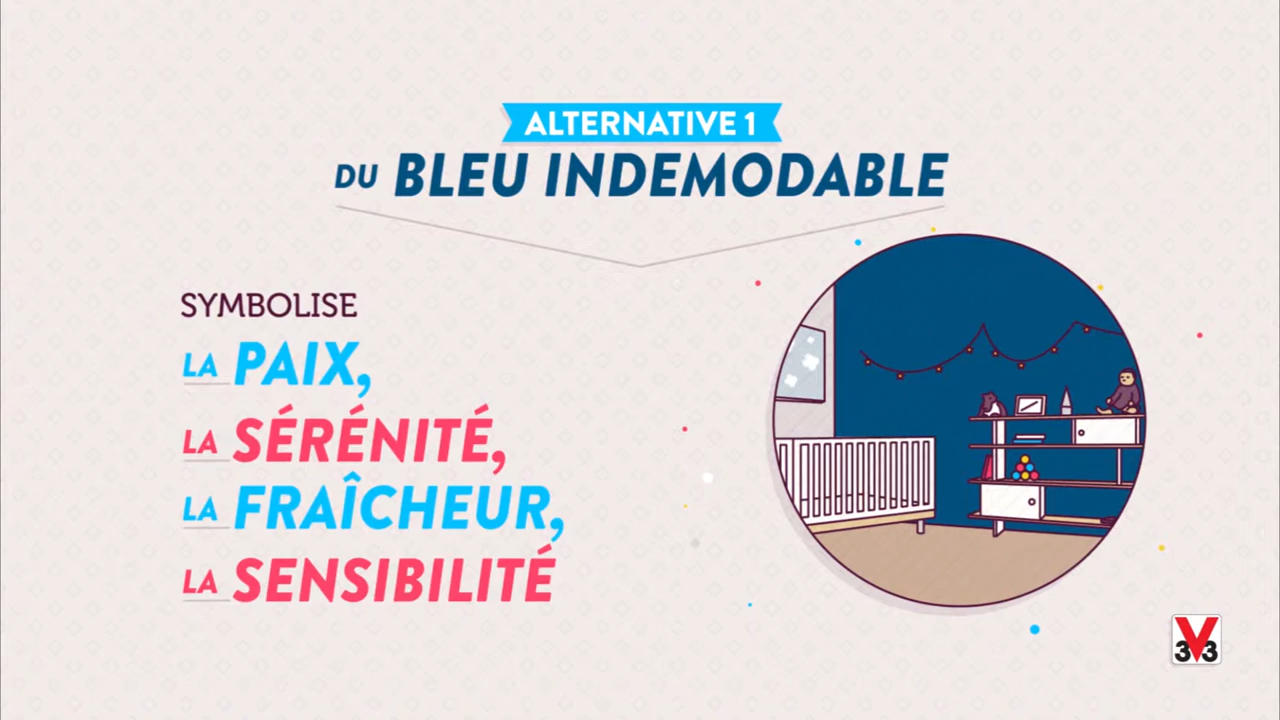 ALTERNATIVE 1
DU BLEU INDEMODABLE
SYMBOLISE
LA PAIX,
LA SÉRÉNITÉ,
LA FRAÎCHEUR,
LA SENSIBILITÉ
3V3